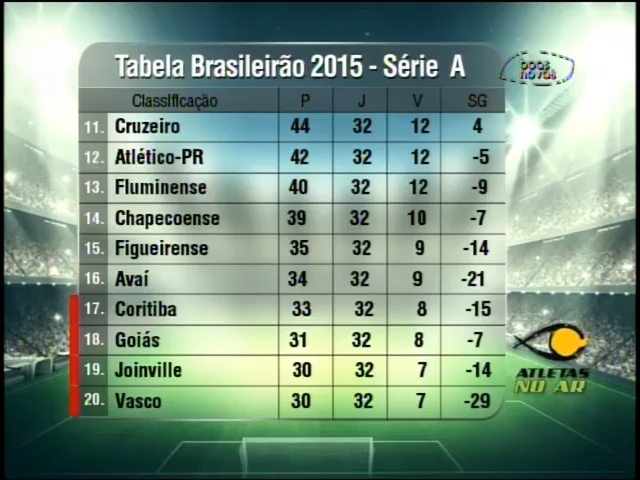 Tabela Brasileirão 2015 - Série A
boas
novas
Classificação P J V SG
11. Cruzeiro 44 32 12 4
12. Atlético-PR 42 32 12 -5
13. Fluminense 40 32 12 -9
14. Chapecoense 39 32 10 -7
15. Figueirense 35 32 9 -14
16. Avaí 34 32 9 -21
17. Coritiba 33 32 8 -15
18. Goiás 31 32 8 -7
19. Joinville 30 32 7 -14
20. Vasco 30 32 7 -29
ATLETAS
NO AR